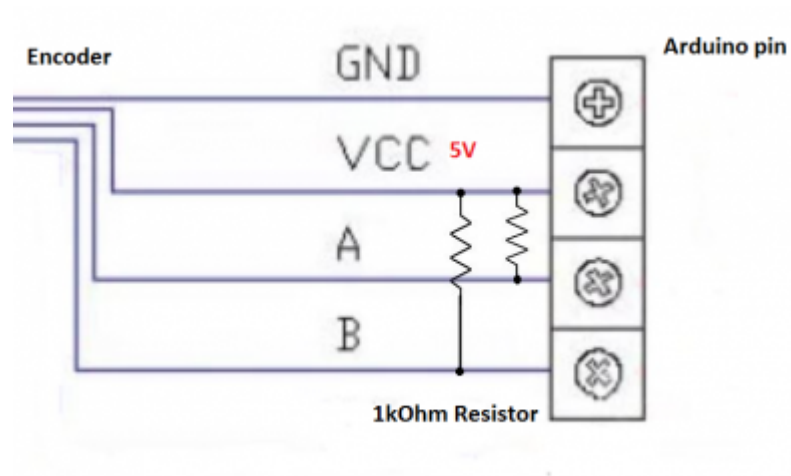 Encoder
GND
Arduino pin
VCC 5V
A
B
1kOhm Resistor